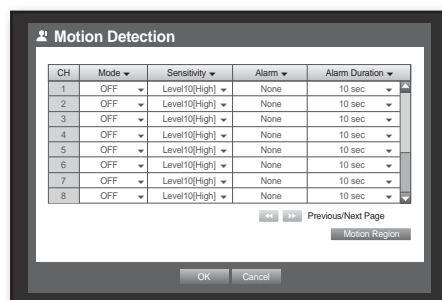 Motion Detection
CH Mode Sensitivity Alarm Alarm Duration
1 OFF Level10[High] None 10 sec
2 OFF Level10[High] None 10 sec
3 OFF Level10[High] None 10 sec
4 OFF Level10[High] None 10 sec
5 OFF Level10[High] None 10 sec
6 OFF Level10[High] None 10 sec
7 OFF Level10[High] None 10 sec
8 OFF Level10[High] None 10 sec
Previous/Next Page
Motion Region
OK Cancel